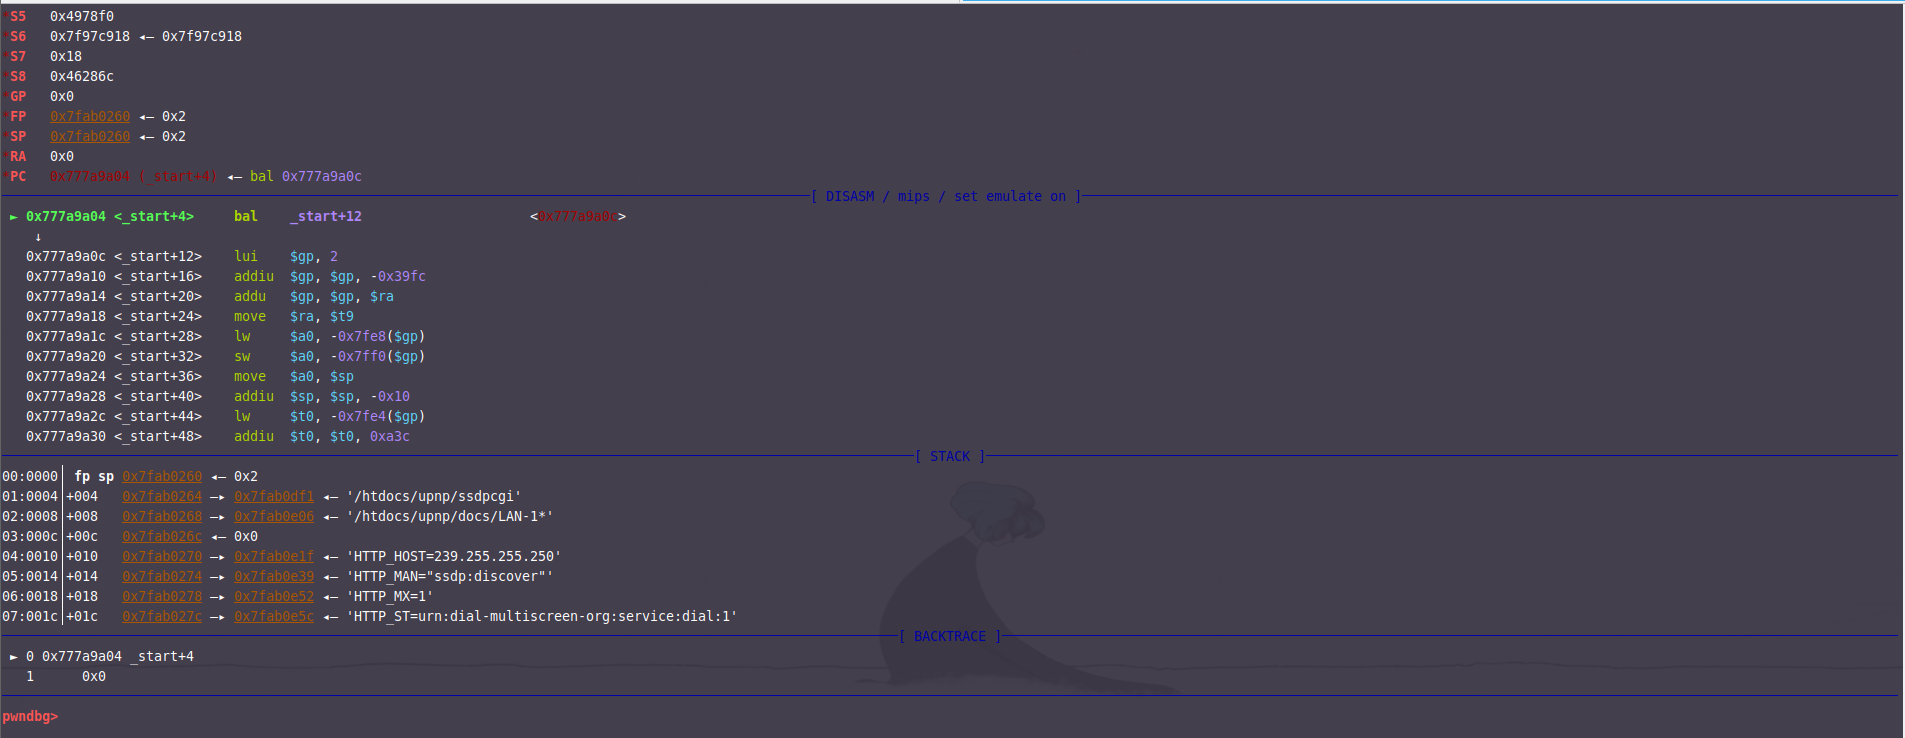 *S5   0x4978f0
*S6   0x7f97c918 ◂— 0x7f97c918
*S7   0x18
*S8   0x46286c
*GP   0x0
*FP   0x7fab0260 ◂— 0x2
*SP   0x7fab0260 ◂— 0x2
*RA   0x0
*PC   0x777a9a04 (_start+4) ◂— bal 0x777a9a0c
[ DISASM / mips / set emulate on ]
► 0x777a9a04 <_start+4>     bal    _start+12                     <0x777a9a0c>
↓
0x777a9a0c <_start+12>    lui    $gp, 2
0x777a9a10 <_start+16>    addiu  $gp, $gp, -0x39fc
0x777a9a14 <_start+20>    addu   $gp, $gp, $ra
0x777a9a18 <_start+24>    move   $ra, $t9
0x777a9a1c <_start+28>    lw     $a0, -0x7fe8($gp)
0x777a9a20 <_start+32>    sw     $a0, -0x7ff0($gp)
0x777a9a24 <_start+36>    move   $a0, $sp
0x777a9a28 <_start+40>    addiu  $sp, $sp, -0x10
0x777a9a2c <_start+44>    lw     $t0, -0x7fe4($gp)
0x777a9a30 <_start+48>    addiu  $t0, $t0, 0xa3c
[ STACK ]
00:0000│ fp sp 0x7fab0260 ◂— 0x2
01:0004│+004   0x7fab0264 —▸ 0x7fab0df1 ◂— '/htdocs/upnp/ssdpcgi'
02:0008│+008   0x7fab0268 —▸ 0x7fab0e06 ◂— '/htdocs/upnp/docs/LAN-1*'
03:000c│+00c   0x7fab026c ◂— 0x0
04:0010│+010   0x7fab0270 —▸ 0x7fab0e1f ◂— 'HTTP_HOST=239.255.255.250'
05:0014│+014   0x7fab0274 —▸ 0x7fab0e39 ◂— 'HTTP_MAN="ssdp:discover"'
06:0018│+018   0x7fab0278 —▸ 0x7fab0e52 ◂— 'HTTP_MX=1'
07:001c│+01c   0x7fab027c —▸ 0x7fab0e5c ◂— 'HTTP_ST=urn:dial-multiscreen-org:service:dial:1'
[ BACKTRACE ]
► 0 0x777a9a04 _start+4
1      0x0
pwndbg>